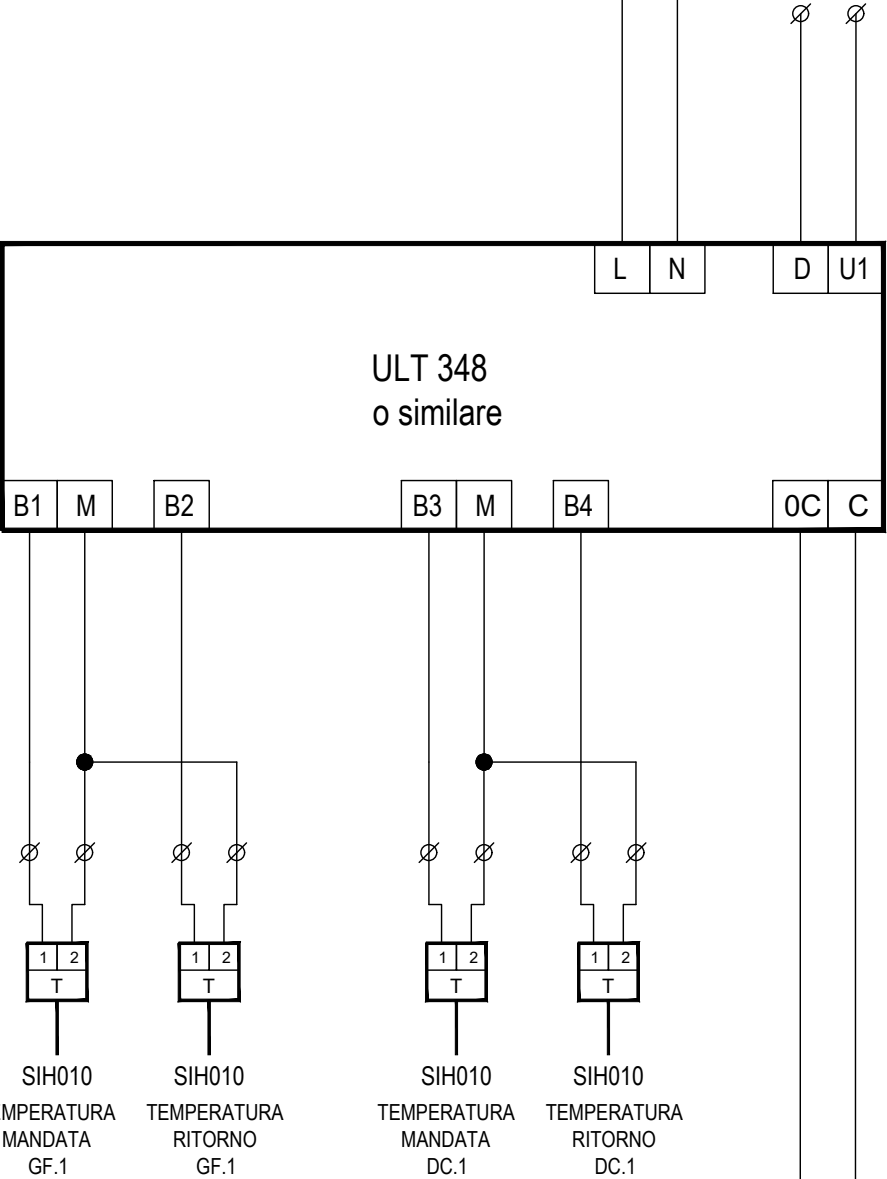 L N D U1
ULT 348
o similare
B1 M B2 B3 M B4 0C C
1 2 1 2 1 2 1 2
T T T T
SIH010 SIH010 SIH010 SIH010
EMPERATURA TEMPERATURA TEMPERATURA TEMPERATURA
MANDATA RITORNO MANDATA RITORNO
GF.1 GF.1 DC.1 DC.1